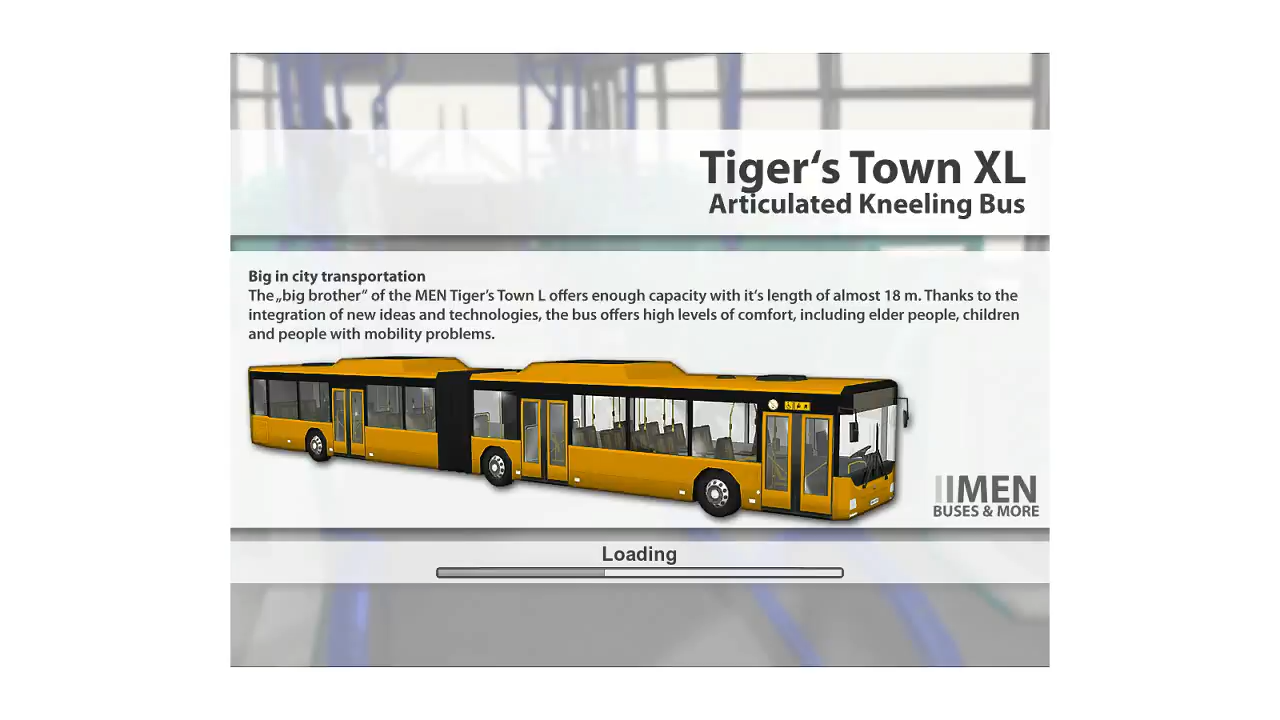 Tiger‘s Town XL
Articulated Kneeling Bus
Big in city transportation
The „big brother“ of the MEN Tiger's Town L offers enough capacity with it's length of almost 18 m. Thanks to the
integration of new ideas and technologies, the bus offers high levels of comfort, including elder people, children
and people with mobility problems.
MEN
BUSES & MORE
Loading